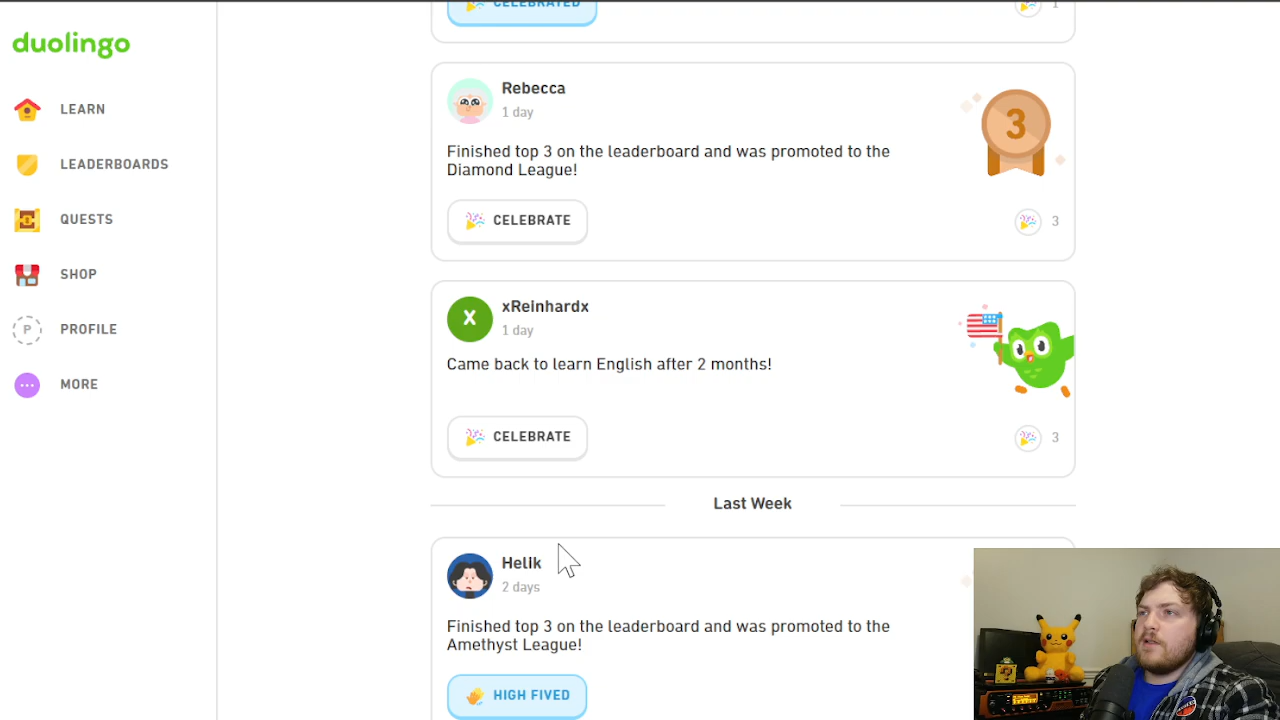 CELEBRATED
1
duolingo
LEARN
LEADERBOARDS
QUESTS
SHOP
P
PROFILE
MORE
Rebecca
1 day
Finished top 3 on the leaderboard and was promoted to the
Diamond League!
3
CELEBRATE
3
X
xReinhardx
1 day
Came back to learn English after 2 months!
CELEBRATE
3
Last Week
Helik
2 days
Finished top 3 on the leaderboard and was promoted to the
Amethyst League!
HIGH FIVED